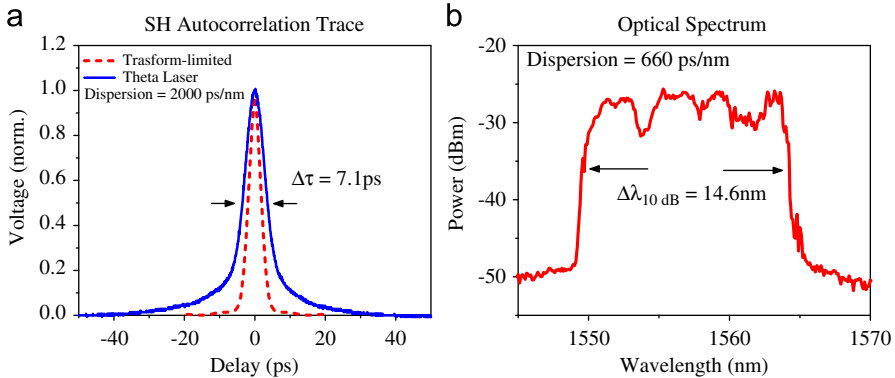 a
SH Autocorrelation Trace
Trasform-limited
Theta Laser
Dispersion = 2000 ps/nm
Δτ = 7.1ps
Voltage (norm.)
1.2
1.0
0.8
0.6
0.4
0.2
0.0
-40
-20
0
20
40
Delay (ps)
b
Optical Spectrum
Dispersion = 660 ps/nm
Δλ10 dB = 14.6nm
Power (dBm)
-20
-30
-40
-50
1550
1560
1570
Wavelength (nm)